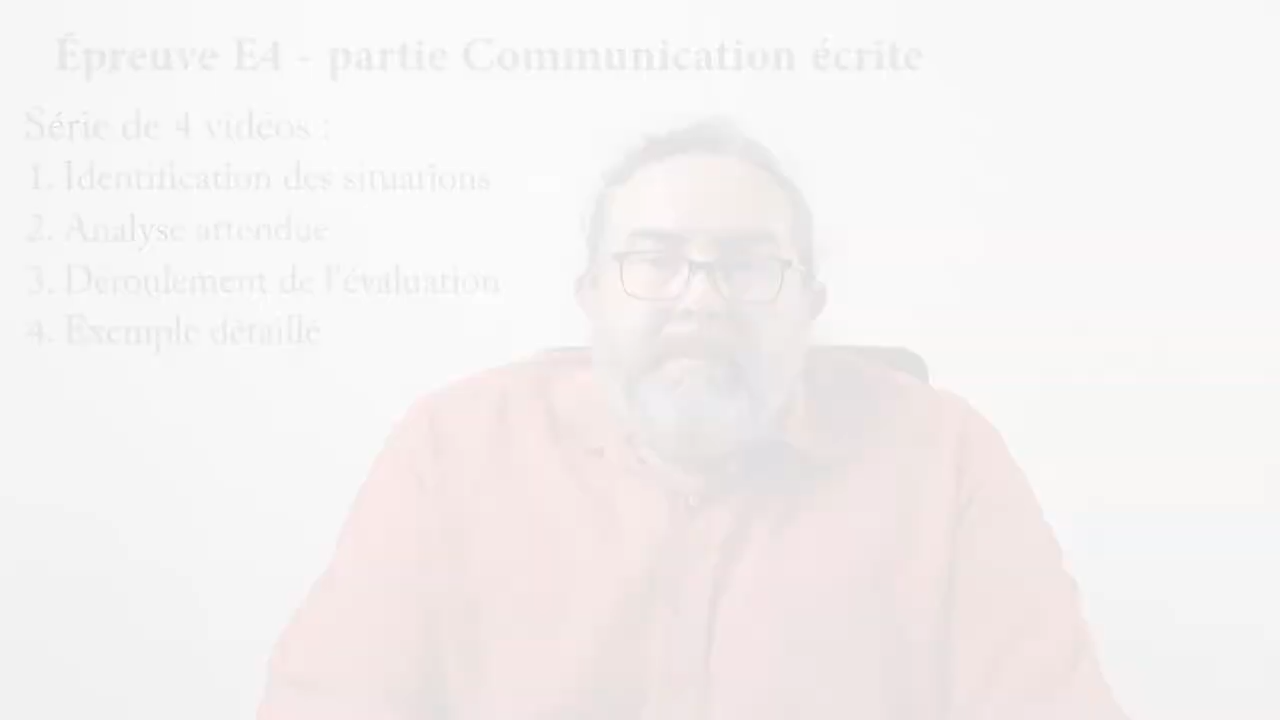 Épreuve E4 - partie Communication écrite
Série de 4 vidéos :
1. Identification des situations
2. Analyse attendue
3. Deroulement de l'évaluation
4. Exemple détaillé